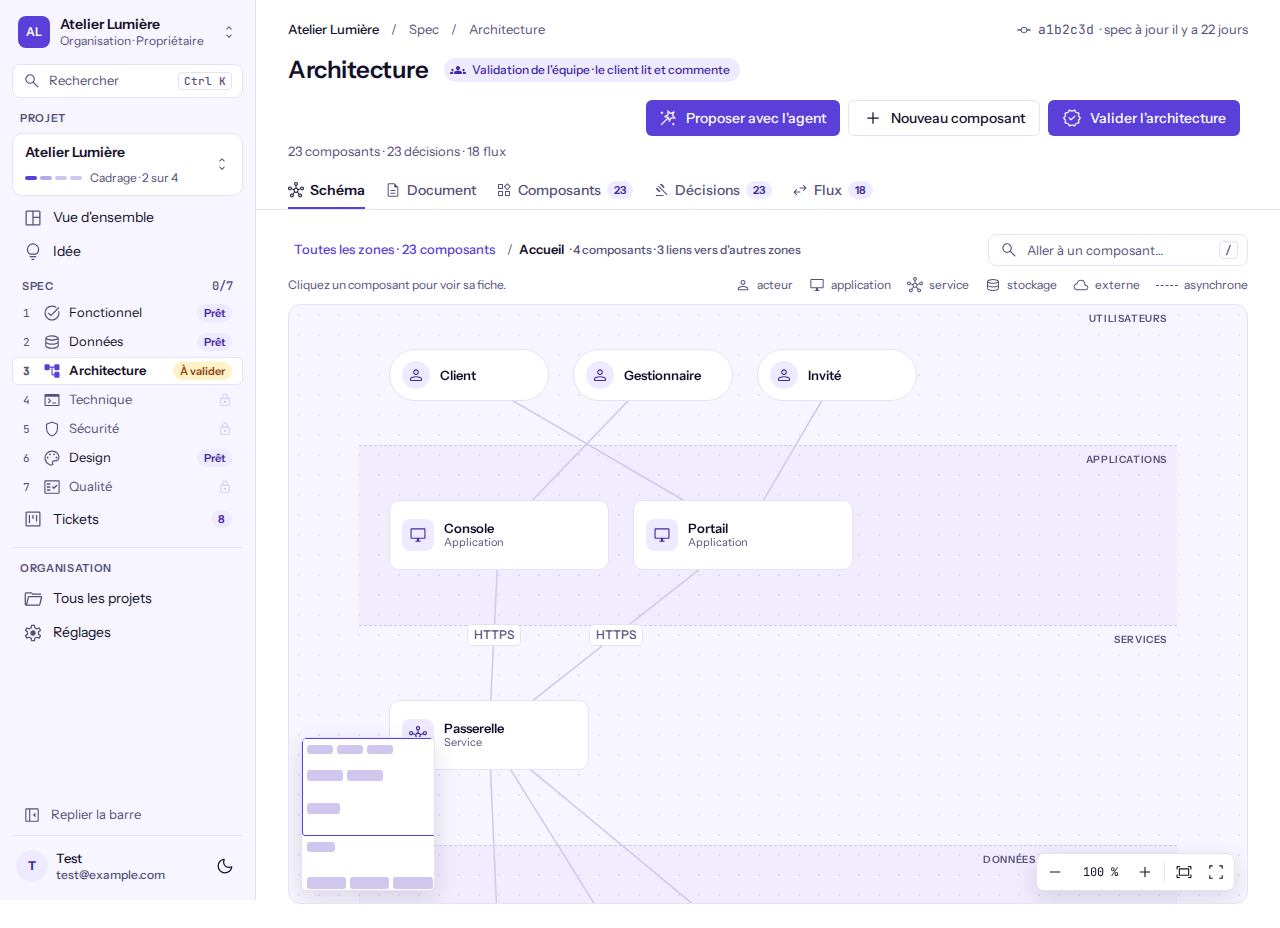 AL
Atelier Lumière
Organisation·Propriétaire
Rechercher
Ctrl K
PROJET
Atelier Lumière
Cadrage·2 sur 4
Vue d'ensemble
Idée
SPEC 0/7
1 Fonctionnel Prêt
2 Données Prêt
3 Architecture À valider
4 Technique
5 Sécurité
6 Design Prêt
7 Qualité
Tickets 8
ORGANISATION
Tous les projets
Réglages
Replier la barre
T
Test
test@example.com
Atelier Lumière / Spec / Architecture
a1b2c3d ·spec à jour il y a 22 jours
Architecture
Validation de l'équipe·le client lit et commente
Proposer avec l'agent
Nouveau composant
Valider l'architecture
23 composants·23 décisions·18 flux
Schéma
Document
Composants 23
Décisions 23
Flux 18
Toutes les zones·23 composants / Accueil ·4 composants·3 liens vers d'autres zones
Aller à un composant… /
Cliquez un composant pour voir sa fiche.
acteur
application
service
stockage
externe
asynchrone
UTILISATEURS
Client
Gestionnaire
Invité
APPLICATIONS
Console
Application
Portail
Application
HTTPS
HTTPS
SERVICES
Passerelle
Service
DONNÉES
100 %